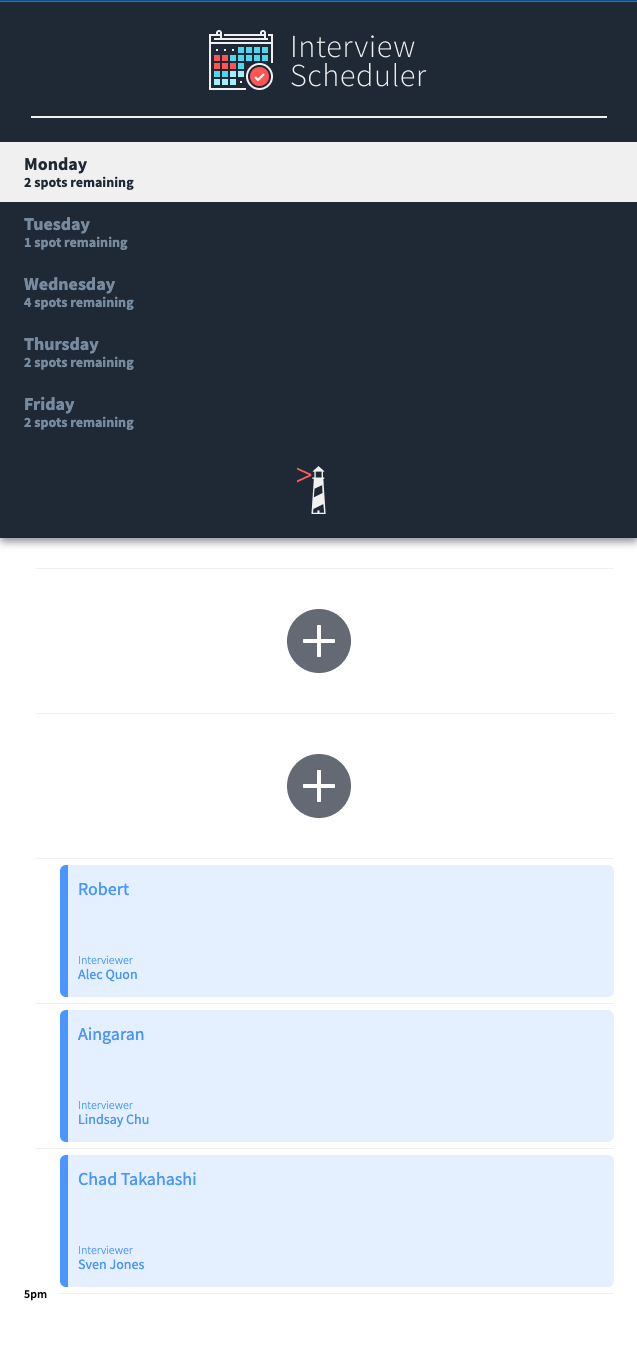 Interview
Scheduler
Monday
2 spots remaining
Tuesday
1 spot remaining
Wednesday
4 spots remaining
Thursday
2 spots remaining
Friday
2 spots remaining
Robert
Interviewer
Alec Quon
Aingaran
Interviewer
Lindsay Chu
Chad Takahashi
Interviewer
Sven Jones
5pm